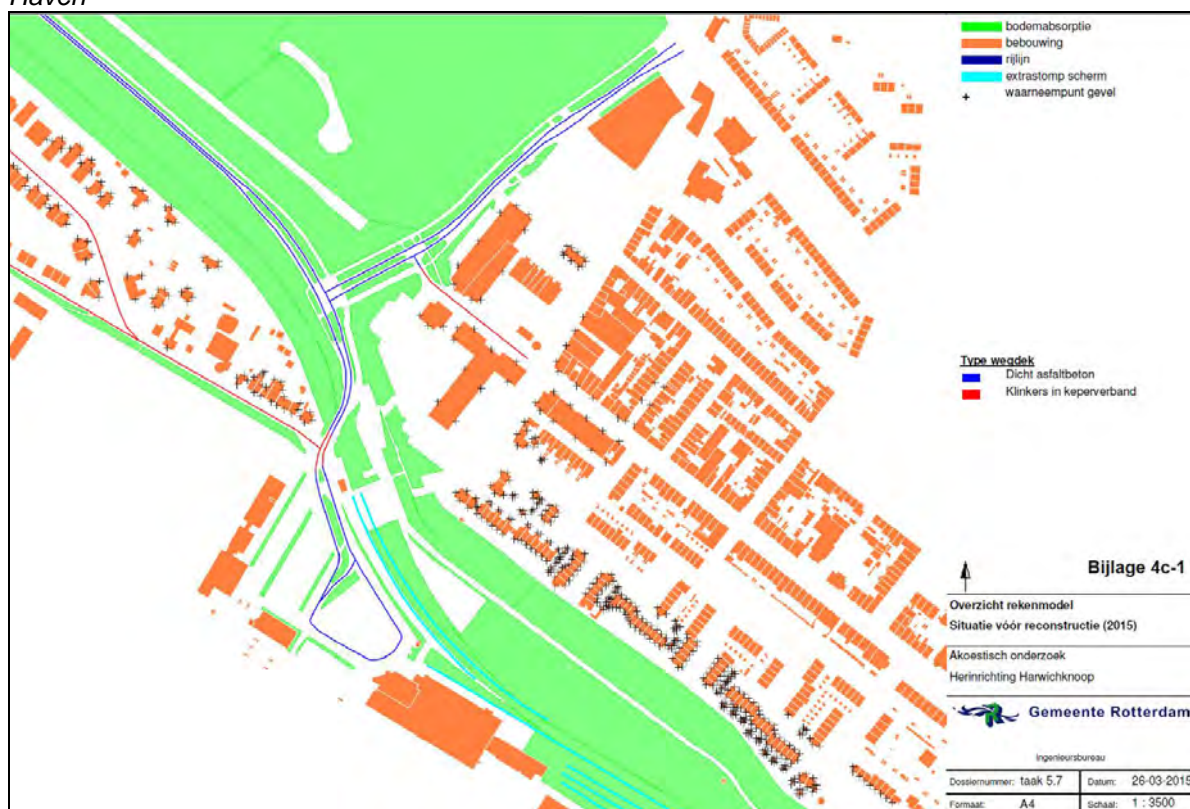 Haven
bodemabsorptie
bebouwing
rijlijn
extrastomp scherm
waarneempunt gevel
Type wegdek
Dicht asfaltbeton
Klinkers in keperverband
Bijlage 4c-1
Overzicht rekenmodel
Situatie vóór reconstructie (2015)
Akoestisch onderzoek
Herinrichting Harwichknoop
Gemeente Rotterdam
Ingenieursbureau
Dossiernummer: taak 5.7 Datum: 26-03-2015
Formaat: A4 Schaal: 1 : 3500